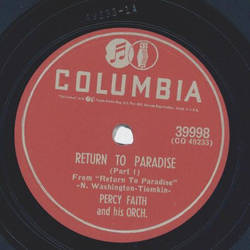 COLUMBIA
39998
(CO 49233)
RETURN TO PARADISE
(Part 1)
From "Return To Paradise"
-N. Washington-Tiomkin-
PERCY FAITH
and his ORCH.